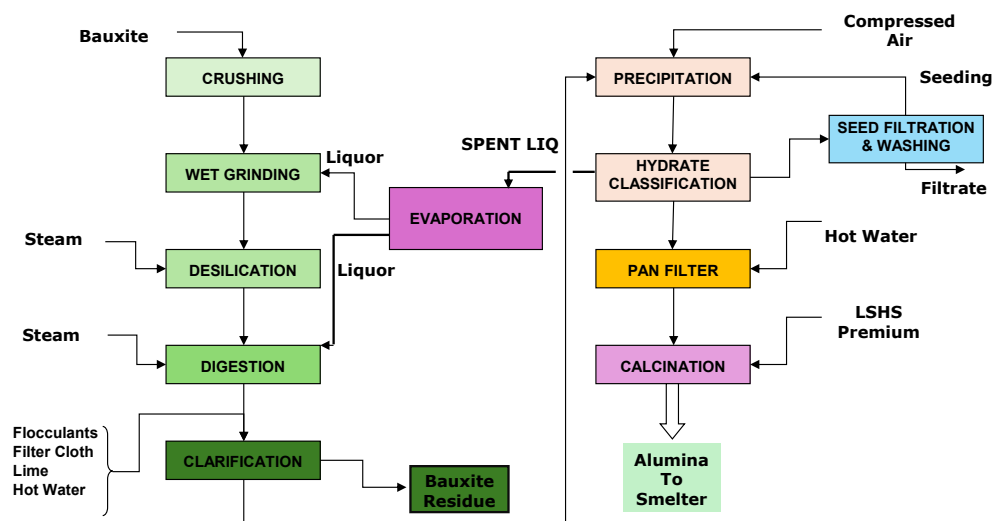 Bauxite
CRUSHING
WET GRINDING
Liquor
Steam
DESILICATION
Liquor
Steam
DIGESTION
Flocculants
Filter Cloth
Lime
Hot Water
CLARIFICATION
Bauxite
Residue
EVAPORATION
SPENT LIQ
Compressed
Air
PRECIPITATION
Seeding
SEED FILTRATION
& WASHING
Filtrate
HYDRATE
CLASSIFICATION
Hot Water
PAN FILTER
LSHS
Premium
CALCINATION
Alumina
To
Smelter